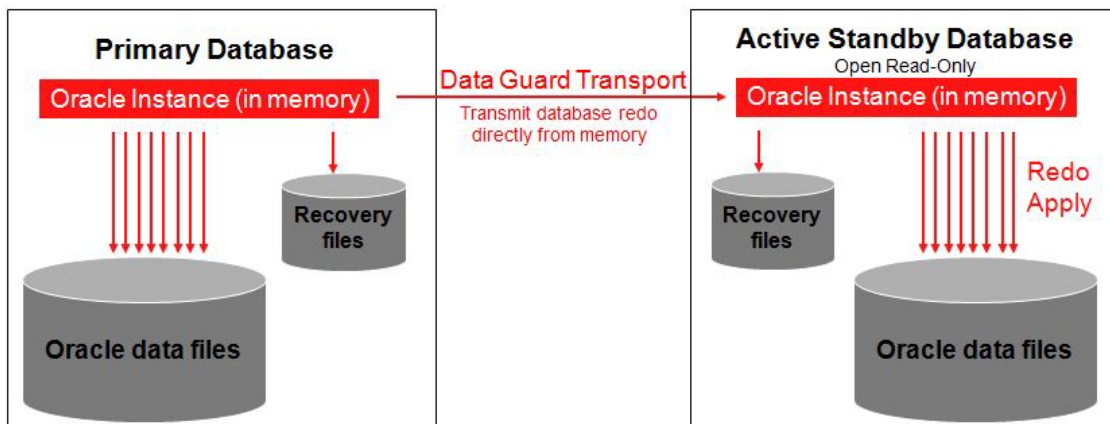 Primary Database
Oracle Instance (in memory)
Recovery
files
Oracle data files
Data Guard Transport
Transmit database redo
directly from memory
Active Standby Database
Open Read-Only
Oracle Instance (in memory)
Redo
Apply
Recovery
files
Oracle data files